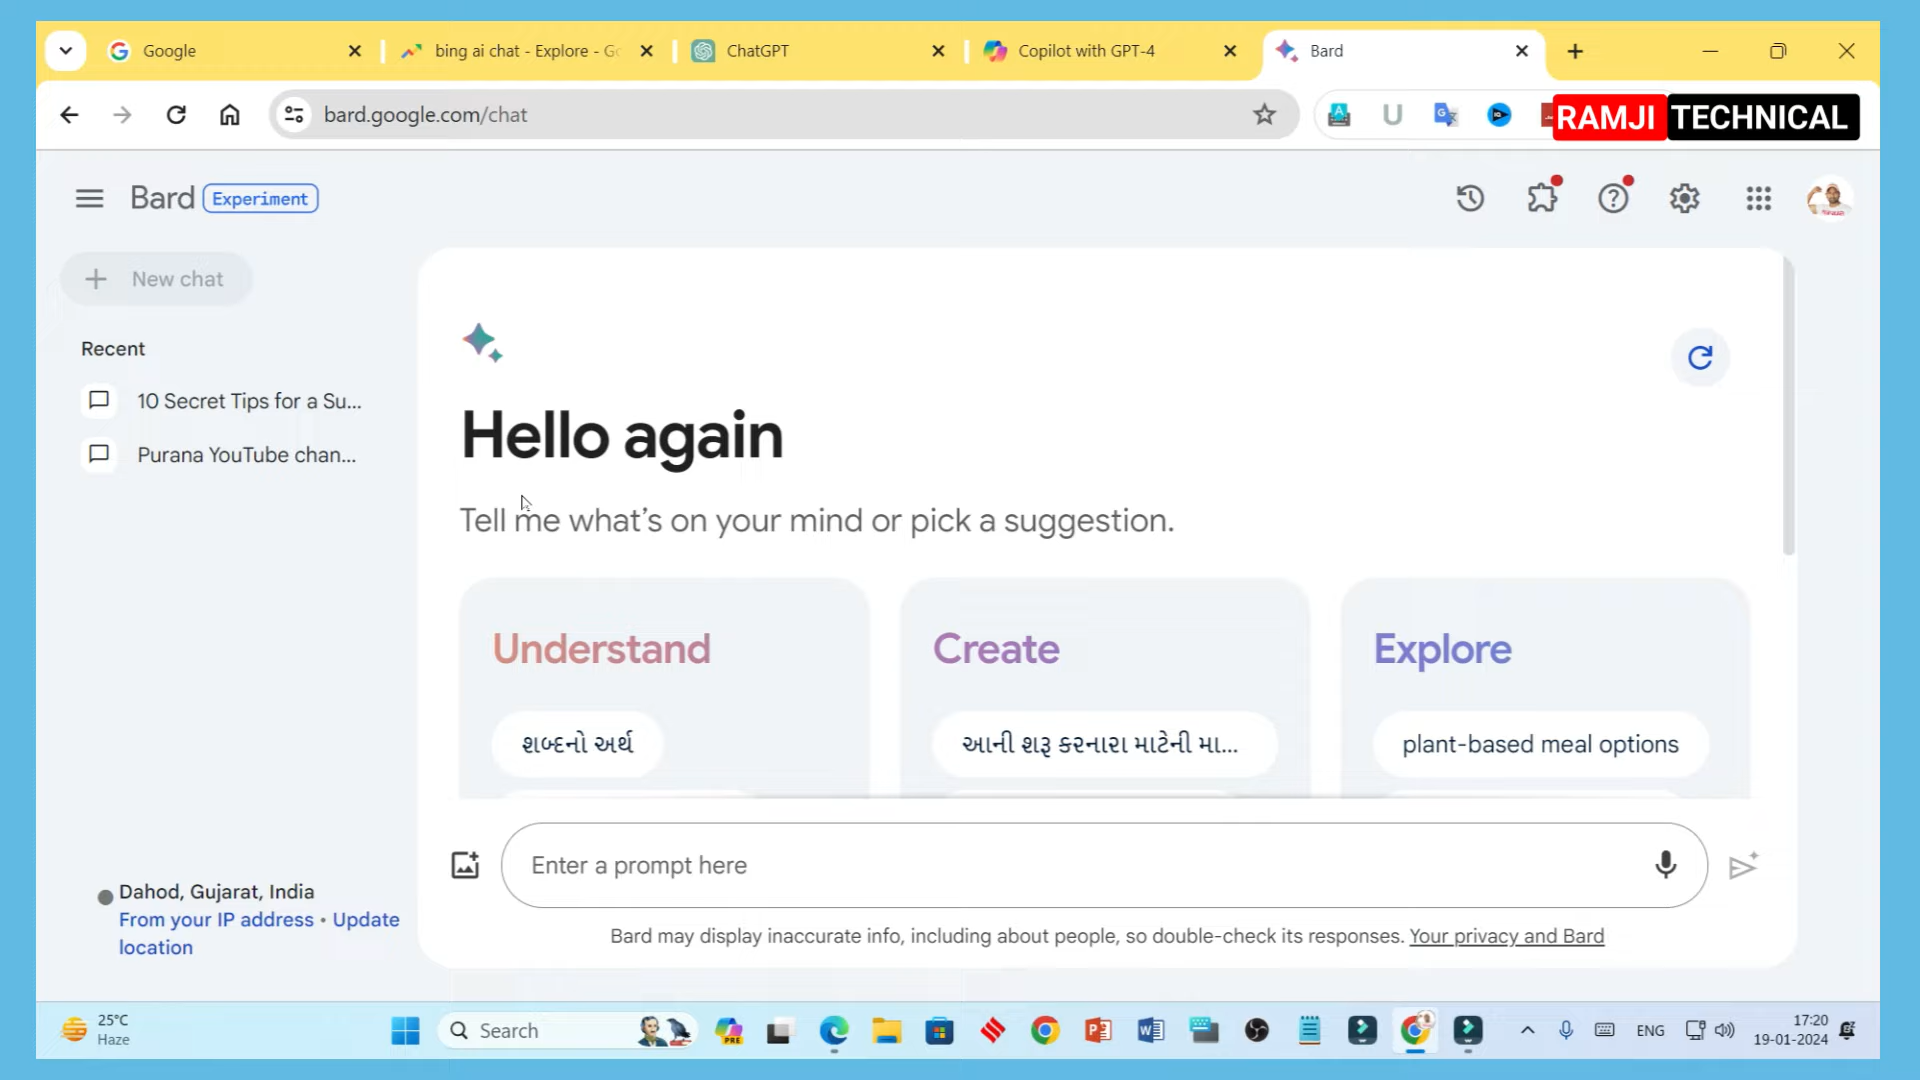 Google
bing ai chat - Explore - Go
ChatGPT
Copilot with GPT-4
Bard
bard.google.com/chat
RAMJI TECHNICAL
Bard Experiment
New chat
Recent
10 Secret Tips for a Su...
Purana YouTube chan...
Hello again
Tell me what's on your mind or pick a suggestion.
Understand
Create
Explore
શબ્દનો અર્થ
આની શરૂ કરનારા માટેની મા...
plant-based meal options
Enter a prompt here
Bard may display inaccurate info, including about people, so double-check its responses. Your privacy and Bard
Dahod, Gujarat, India
From your IP address • Update
location
25°C
Haze
Search
PRE
ENG
17:20
19-01-2024